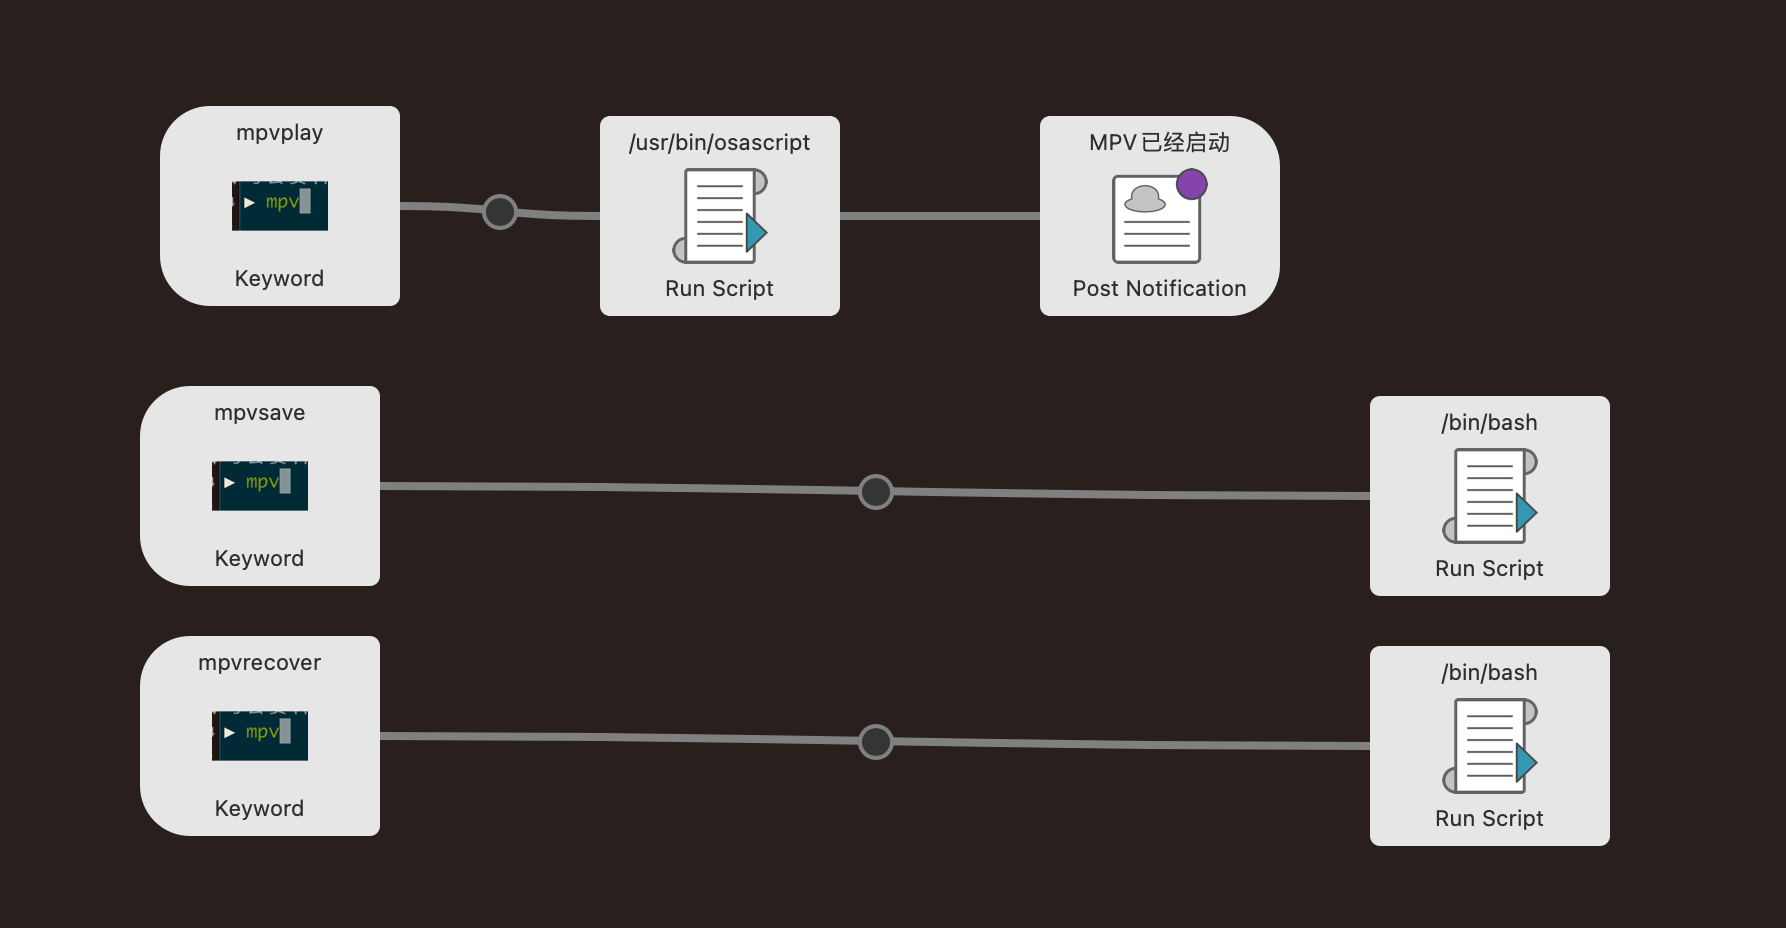 mpvplay
mpv
Keyword
/usr/bin/osascript
Run Script
MPV 已经启动
Post Notification
mpvsave
mpv
Keyword
/bin/bash
Run Script
mpvrecover
mpv
Keyword
/bin/bash
Run Script